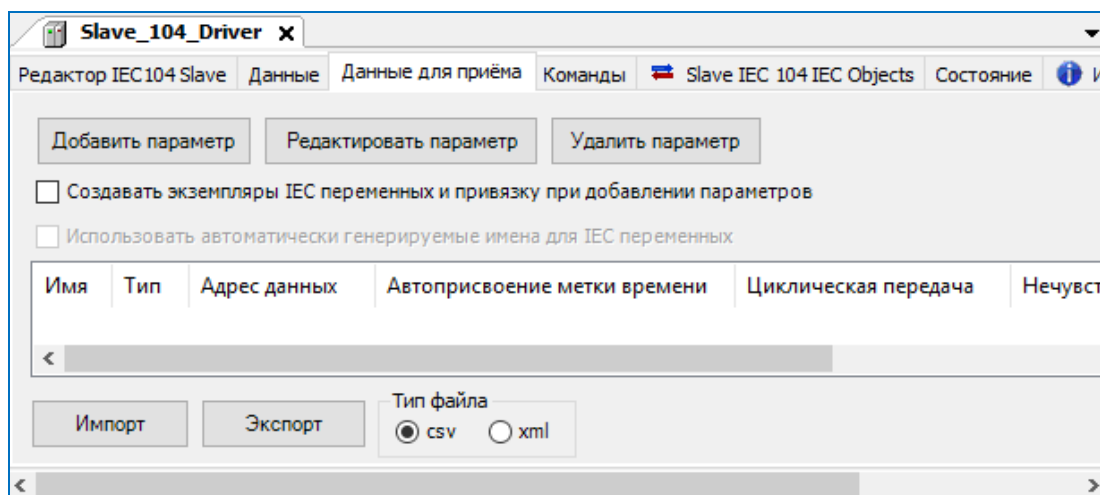 Slave_104_Driver
Редактор IEC104 Slave Данные Данные для приёма Команды Slave IEC 104 IEC Objects Состояние
Добавить параметр Редактировать параметр Удалить параметр
Создавать экземпляры IEC переменных и привязку при добавлении параметров
Использовать автоматически генерируемые имена для IEC переменных
Имя Тип Адрес данных Автоприсвоение метки времени Циклическая передача Нечувст
Тип файла
Импорт Экспорт csv xml